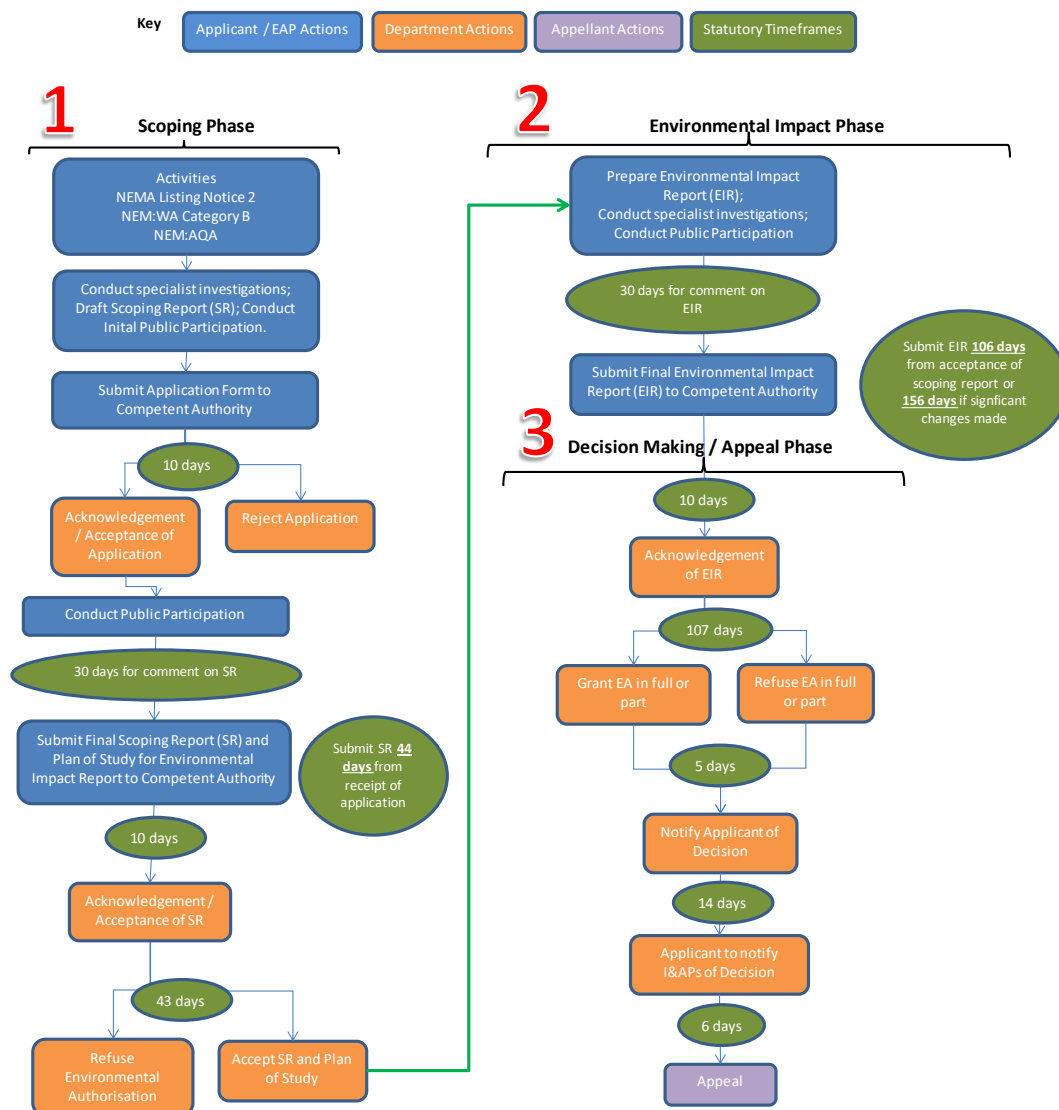 Key
Applicant / EAP Actions
Department Actions
Appellant Actions
Statutory Timeframes
1
Scoping Phase
Activities
NEMA Listing Notice 2
NEM:WA Category B
NEM:AQA
Conduct specialist investigations;
Draft Scoping Report (SR); Conduct
Inital Public Participation.
Submit Application Form to
Competent Authority
10 days
Acknowledgement
/ Acceptance of
Application
Reject Application
Conduct Public Participation
30 days for comment on SR
Submit Final Scoping Report (SR) and
Plan of Study for Environmental
Impact Report to Competent Authority
Submit SR 44
days from
receipt of
application
10 days
Acknowledgement /
Acceptance of SR
43 days
Refuse
Environmental
Authorisation
Accept SR and Plan
of Study
2
Environmental Impact Phase
Prepare Environmental Impact
Report (EIR);
Conduct specialist investigations;
Conduct Public Participation
30 days for comment on
EIR
Submit Final Environmental Impact
Report (EIR) to Competent Authority
Submit EIR 106 days
from acceptance of
scoping report or
156 days if signficant
changes made
3
Decision Making / Appeal Phase
10 days
Acknowledgement
of EIR
107 days
Grant EA in full or
part
Refuse EA in full
or part
5 days
Notify Applicant of
Decision
14 days
Applicant to notify
I&APs of Decision
6 days
Appeal